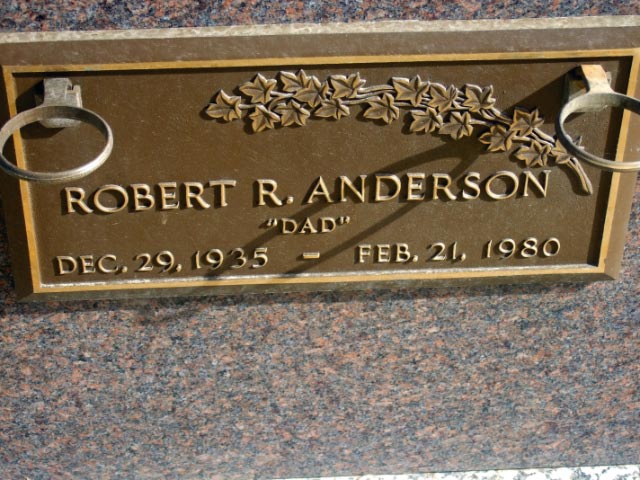 ROBERT R. ANDERSON
"DAD"
DEC. 29, 1935 – FEB. 21, 1980